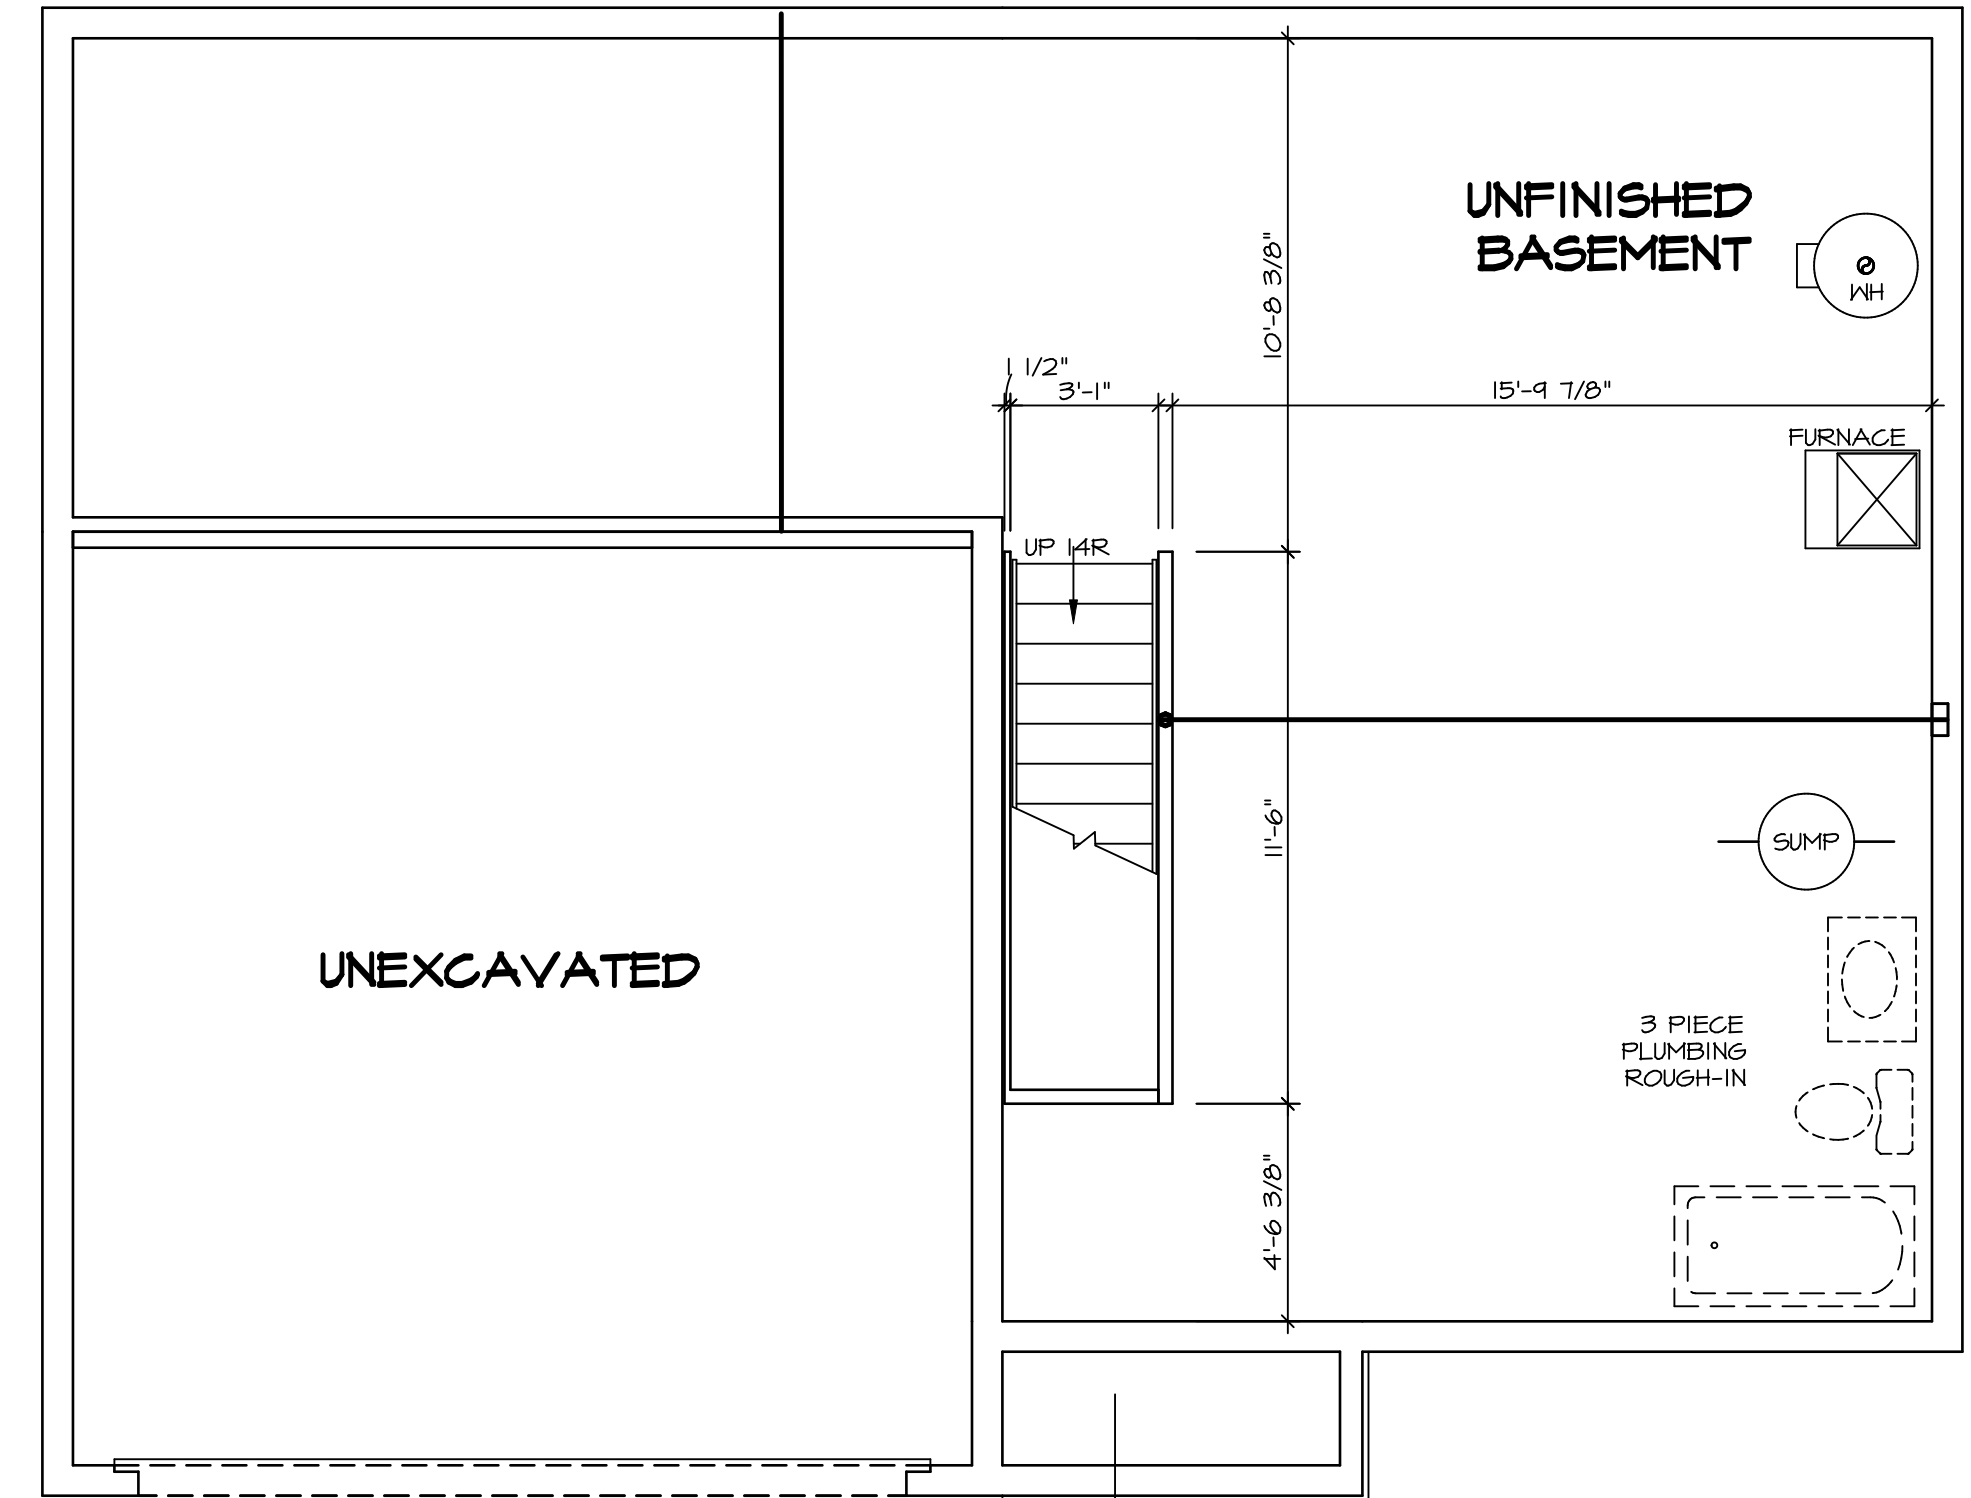 UNFINISHED
BASEMENT
WH
10'-8 3/8"
1 1/2"
3'-1"
15'-9 7/8"
FURNACE
UP 14R
11'-6"
SUMP
UNEXCAVATED
3 PIECE
PLUMBING
ROUGH-IN
4'-6 3/8"